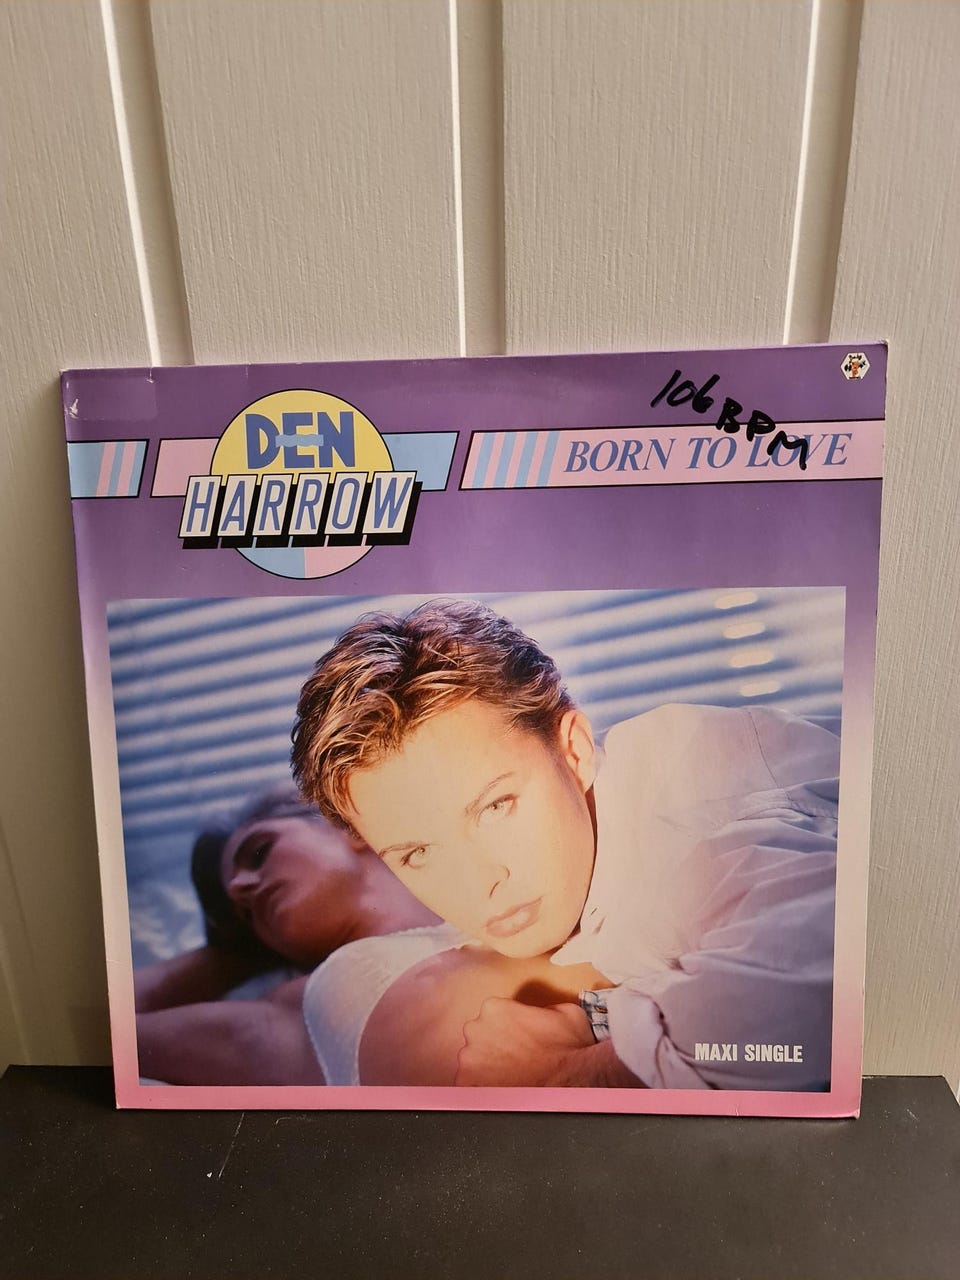 106 BPM
DEN
HARROW
BORN TO LOVE
MAXI SINGLE